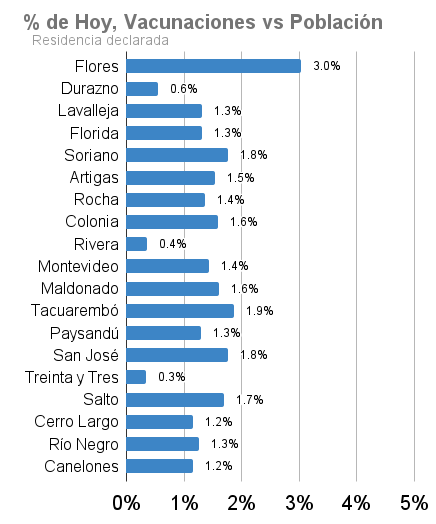 % de Hoy, Vacunaciones vs Población
Residencia declarada
Flores 3.0%
Durazno 0.6%
Lavalleja 1.3%
Florida 1.3%
Soriano 1.8%
Artigas 1.5%
Rocha 1.4%
Colonia 1.6%
Rivera 0.4%
Montevideo 1.4%
Maldonado 1.6%
Tacuarembó 1.9%
Paysandú 1.3%
San José 1.8%
Treinta y Tres 0.3%
Salto 1.7%
Cerro Largo 1.2%
Río Negro 1.3%
Canelones 1.2%
0% 1% 2% 3% 4% 5%